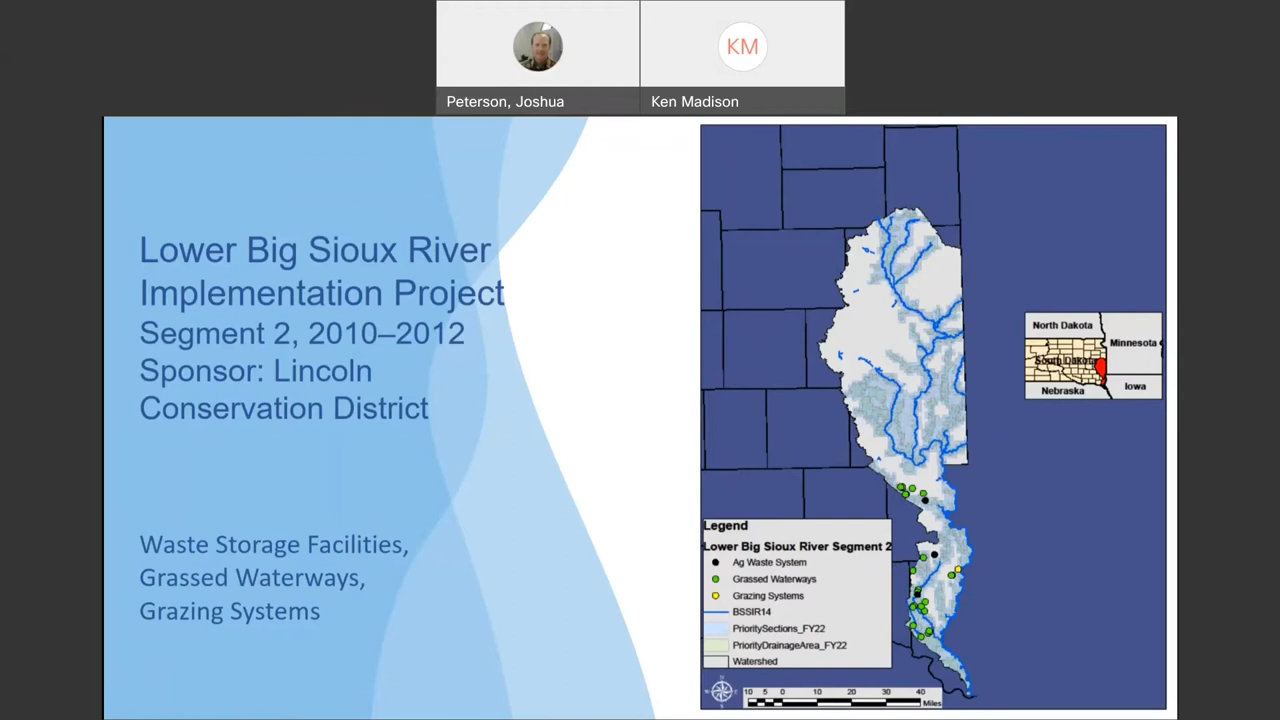 KM
Peterson, Joshua
Ken Madison
Lower Big Sioux River
Implementation Project
Segment 2, 2010–2012
Sponsor: Lincoln
Conservation District
Waste Storage Facilities,
Grassed Waterways,
Grazing Systems
North Dakota
Minnesota
South Dakota
Iowa
Nebraska
Legend
Lower Big Sioux River Segment 2
Ag Waste System
Grassed Waterways
Grazing Systems
BSSIR14
PrioritySections_FY22
PriorityDrainageArea_FY22
Watershed
N
W E
S
10 5 0 10 20 30 40
Miles